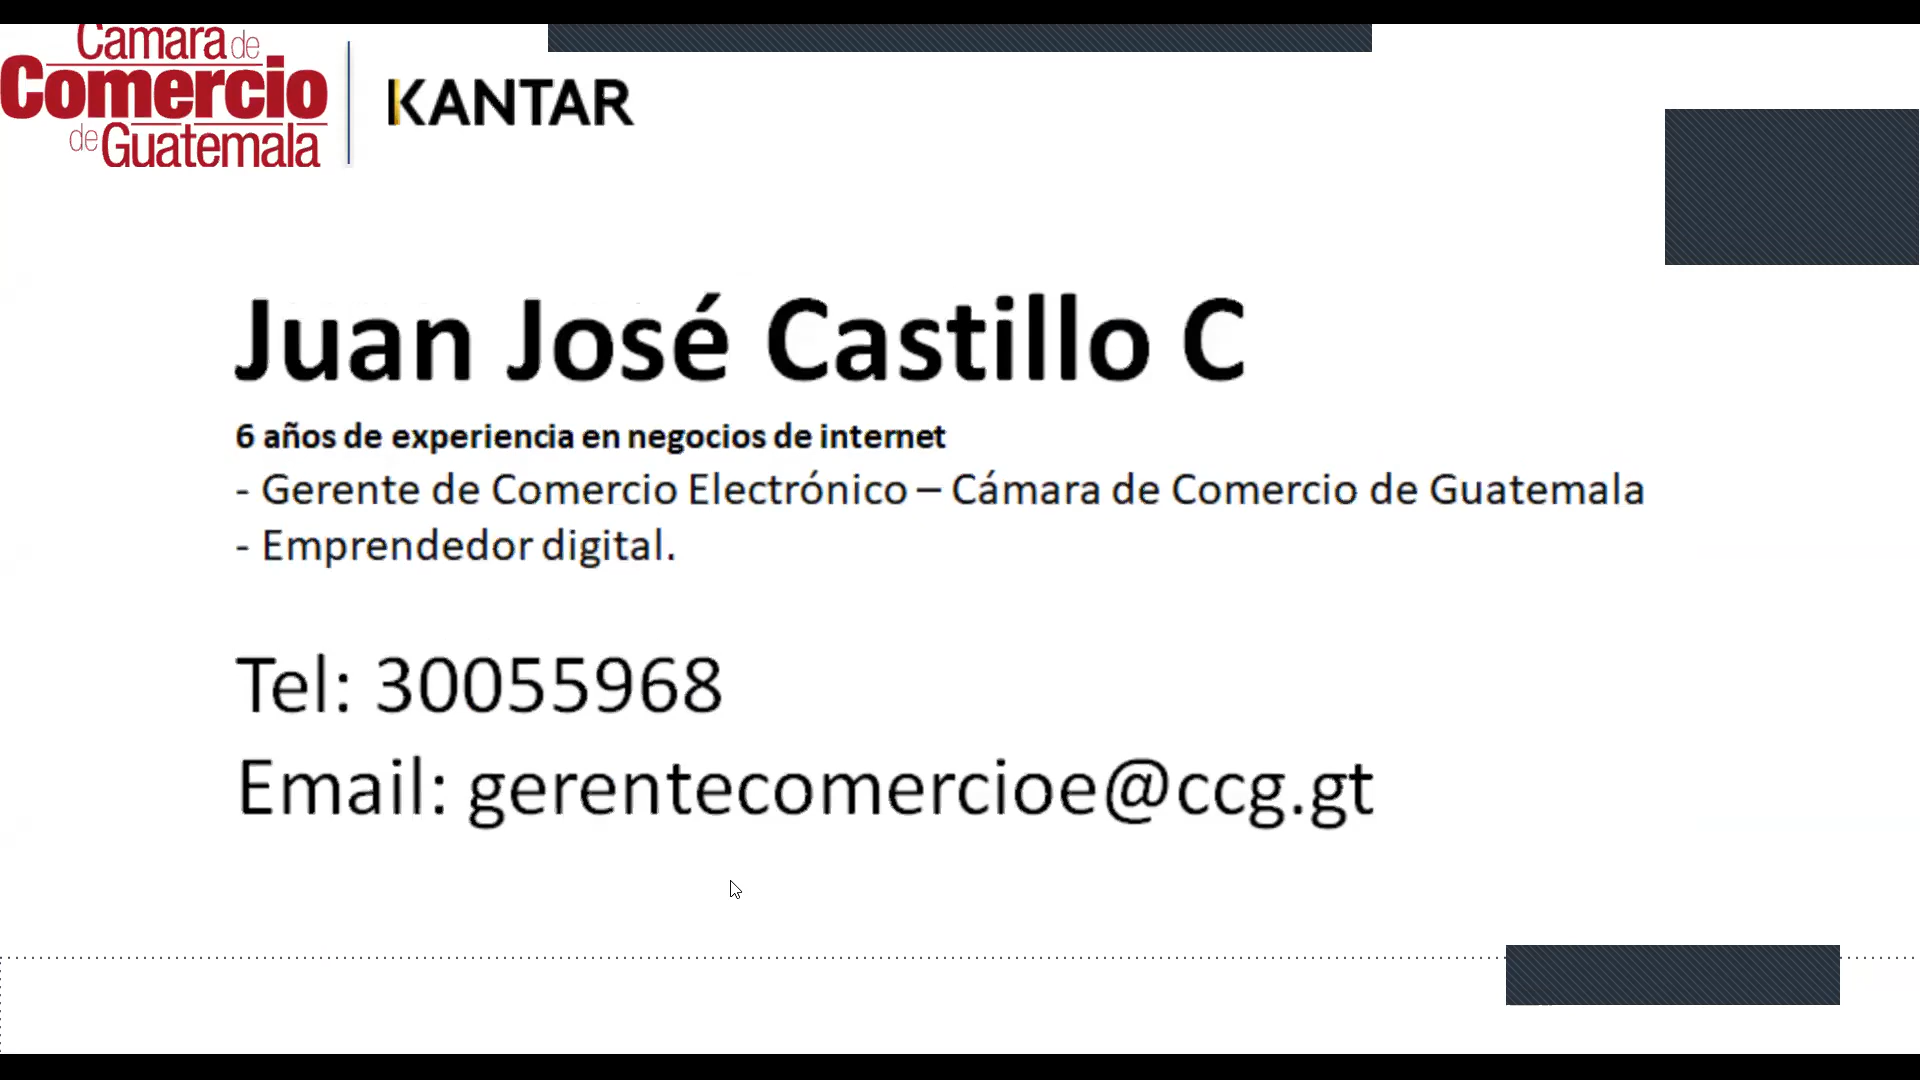 Cámara de
Comercio
de Guatemala
KANTAR
Juan José Castillo C
6 años de experiencia en negocios de internet
- Gerente de Comercio Electrónico – Cámara de Comercio de Guatemala
- Emprendedor digital.
Tel: 30055968
Email: gerentecomercioe@ccg.gt